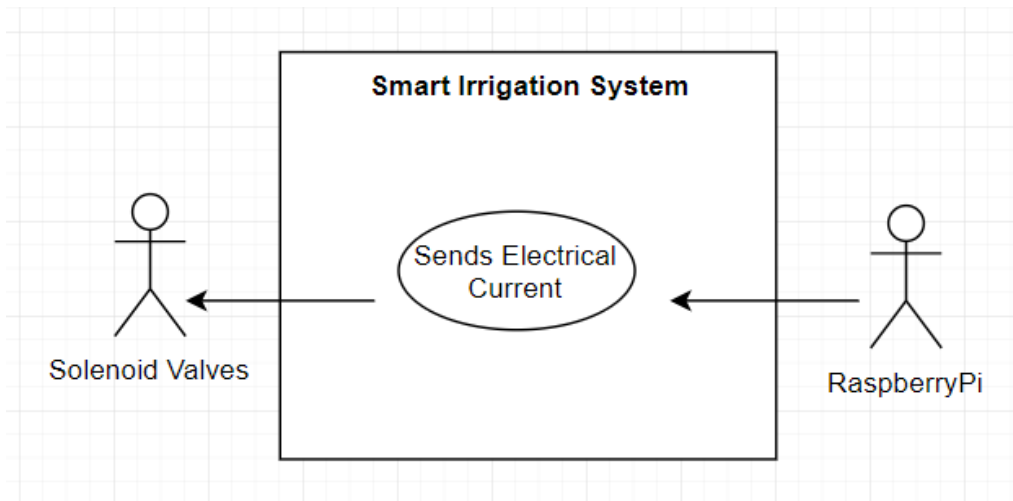 Smart Irrigation System
Sends Electrical
Current
Solenoid Valves
RaspberryPi